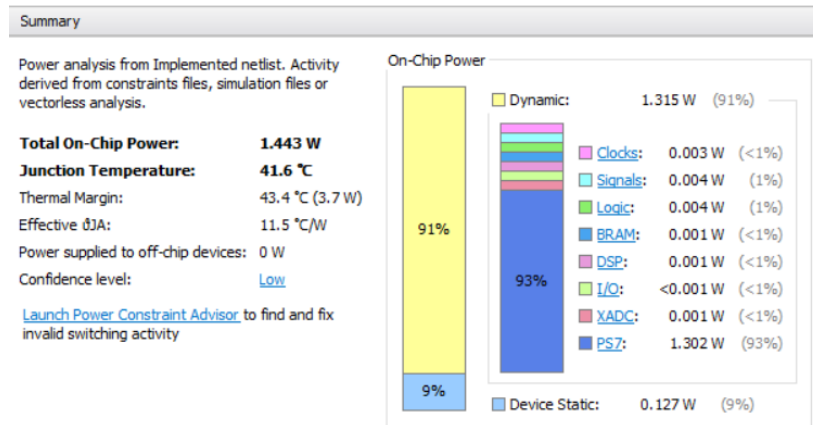 Summary
Power analysis from Implemented netlist. Activity
derived from constraints files, simulation files or
vectorless analysis.
Total On-Chip Power: 1.443 W
Junction Temperature: 41.6 °C
Thermal Margin: 43.4 °C (3.7 W)
Effective ϑJA: 11.5 °C/W
Power supplied to off-chip devices: 0 W
Confidence level: Low
Launch Power Constraint Advisor to find and fix
invalid switching activity
On-Chip Power
91%
9%
Dynamic: 1.315 W (91%)
93%
Clocks: 0.003 W (<1%)
Signals: 0.004 W (1%)
Logic: 0.004 W (1%)
BRAM: 0.001 W (<1%)
DSP: 0.001 W (<1%)
I/O: <0.001 W (<1%)
XADC: 0.001 W (<1%)
PS7: 1.302 W (93%)
Device Static: 0.127 W (9%)